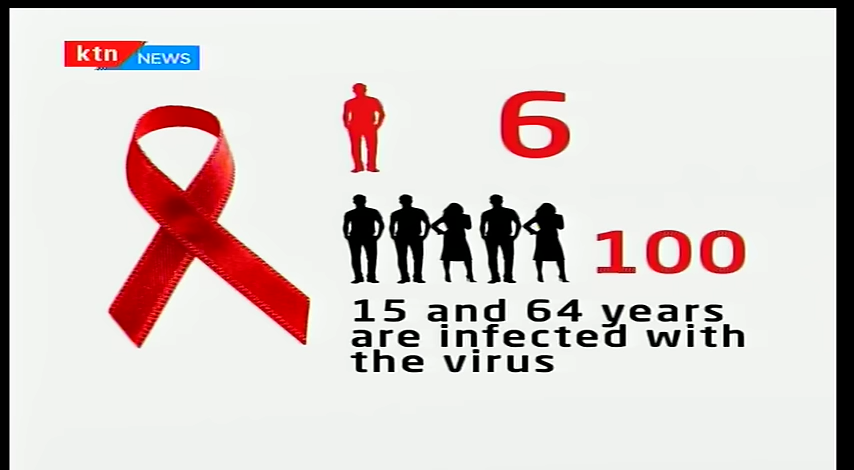 ktn NEWS
6
100
15 and 64 years
are infected with
the virus